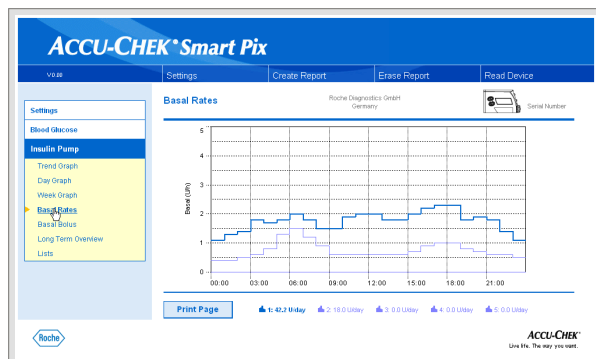 ACCU-CHEK® Smart Pix
V 0.89
Settings
Create Report
Erase Report
Read Device
Settings
Blood Glucose
Insulin Pump
Trend Graph
Day Graph
Week Graph
Basal Rates
Basal Bolus
Long Term Overview
Lists
Basal Rates
Roche Diagnostics GmbH
Germany
Serial Number
Basal (U/h)
5
4
3
2
1
0
00:00 03:00 06:00 09:00 12:00 15:00 18:00 21:00
Print Page
1: 42.2 U/day 2: 18.0 U/day 3: 0.0 U/day 4: 0.0 U/day 5: 0.0 U/day
Roche
ACCU-CHEK®
Live life. The way you want.